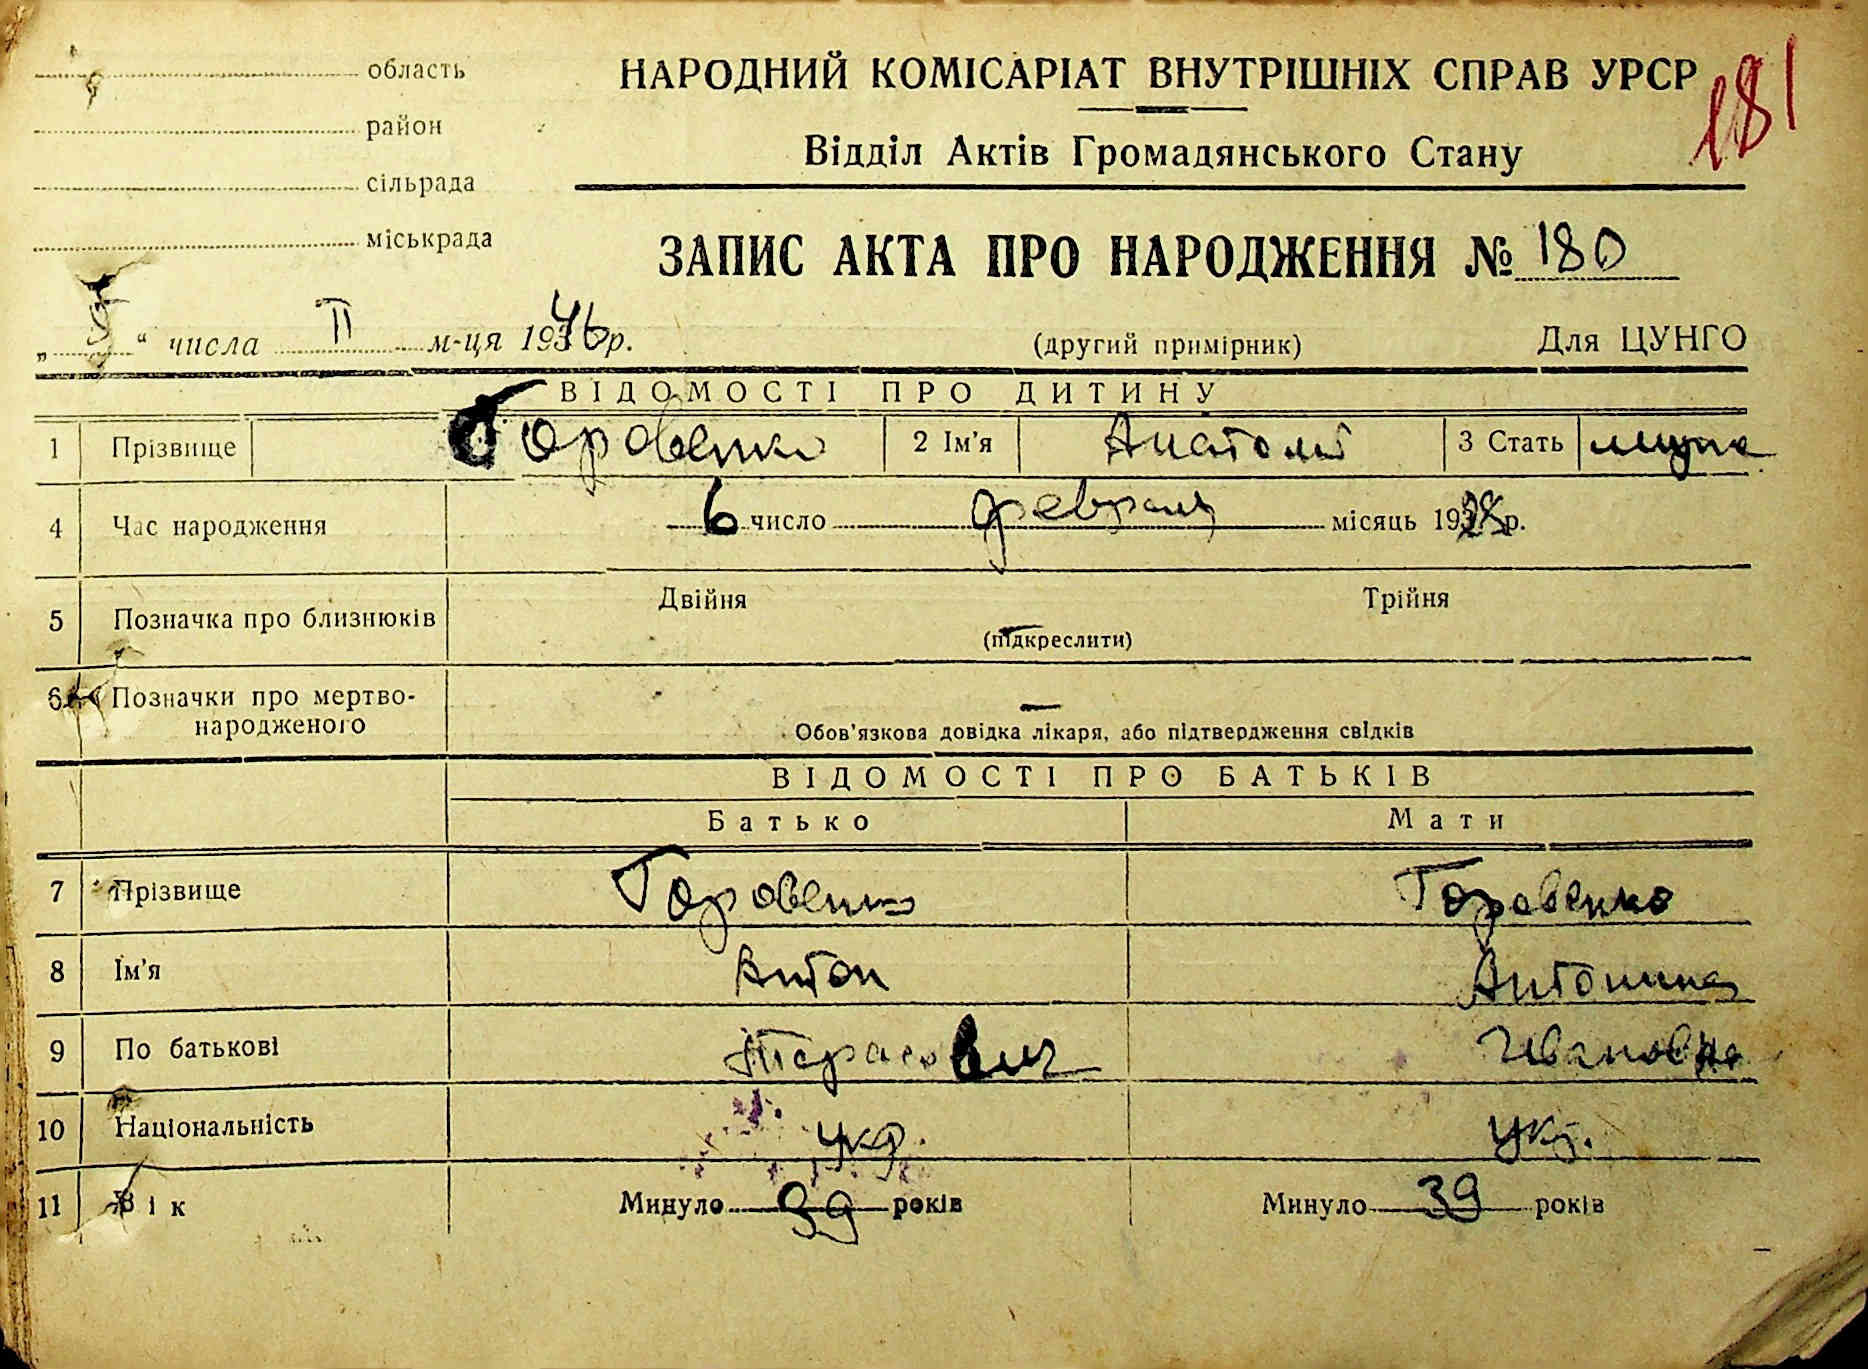 область
район
сільрада
міськрада
НАРОДНИЙ КОМІСАРІАТ ВНУТРІШНІХ СПРАВ УРСР
181
Відділ Актів Громадянського Стану
ЗАПИС АКТА ПРО НАРОДЖЕННЯ № 180
„ 5 “ числа II м-ця 1946 р.
(другий примірник)
Для ЦУНГО
ВІДОМОСТІ ПРО ДИТИНУ
1 Прізвище Горовенко 2 Ім’я Анатолий 3 Стать
4 Час народження 6 число февраля місяць 19 р.
5 Позначка про близнюків Двійня Трійня
(підкреслити)
6 Позначки про мертво-
народженого
Обов’язкова довідка лікаря, або підтвердження свідків
ВІДОМОСТІ ПРО БАТЬКІВ
Батько Мати
7 Прізвище Горовенко Горовенко
8 Ім’я Антон Антонина
9 По батькові Тарасович Ивановна
10 Національність укр. укр.
11 Вік Минуло 39 років Минуло 39 років